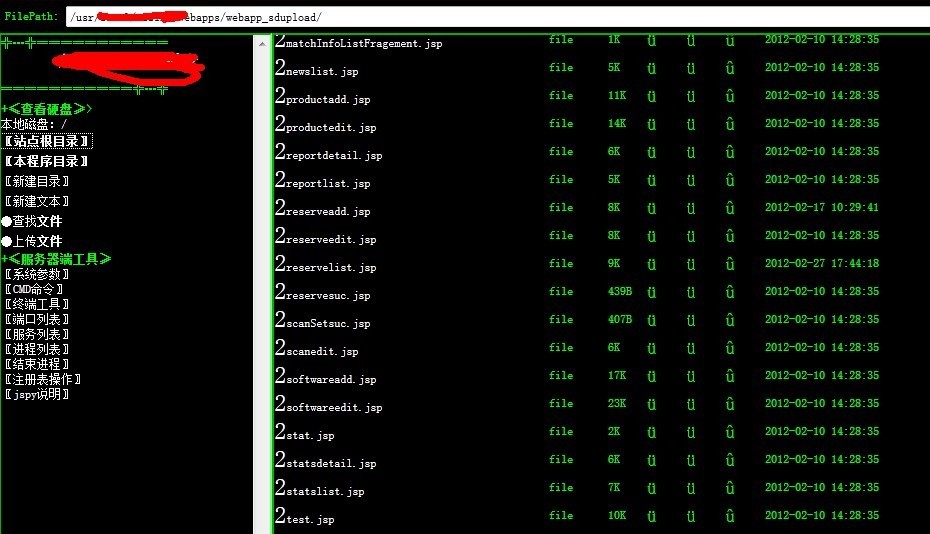 FilePath: /usr/ ebapps/webapp_sdupload/
+≪查看硬盘≫>
本地磁盘: /
〖站点根目录〗
〖本程序目录〗
〖新建目录〗
〖新建文本〗
●查找文件
●上传文件
+≪服务器端工具≫
〖系统参数〗
〖CMD命令〗
〖终端工具〗
〖端口列表〗
〖服务列表〗
〖进程列表〗
〖结束进程〗
〖注册表操作〗
〖jspy说明〗
2matchInfoListFragement.jsp file 1K ü û 2012-02-10 14:28:35
2newslist.jsp file 5K ü û 2012-02-10 14:28:35
2productadd.jsp file 11K ü û 2012-02-10 14:28:35
2productedit.jsp file 14K ü û 2012-02-10 14:28:35
2reportdetail.jsp file 6K ü û 2012-02-10 14:28:35
2reportlist.jsp file 5K ü û 2012-02-10 14:28:35
2reserveadd.jsp file 8K ü û 2012-02-17 10:29:41
2reserveedit.jsp file 8K ü û 2012-02-10 14:28:35
2reservelist.jsp file 9K ü û 2012-02-27 17:44:18
2reservesuc.jsp file 439B ü û 2012-02-10 14:28:35
2scanSetsuc.jsp file 407B ü û 2012-02-10 14:28:35
2scanedit.jsp file 6K ü û 2012-02-10 14:28:35
2softwareadd.jsp file 17K ü û 2012-02-10 14:28:35
2softwareedit.jsp file 23K ü û 2012-02-10 14:28:35
2stat.jsp file 2K ü û 2012-02-10 14:28:35
2statsdetail.jsp file 6K ü û 2012-02-10 14:28:35
2statslist.jsp file 7K ü û 2012-02-10 14:28:35
2test.jsp file 10K ü û 2012-02-10 14:28:35